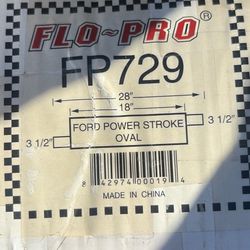 FLO~PRO®
FP729
28"
18"
3 1/2" FORD POWER STROKE 3 1/2"
OVAL
8 42974 00019 4
MADE IN CHINA